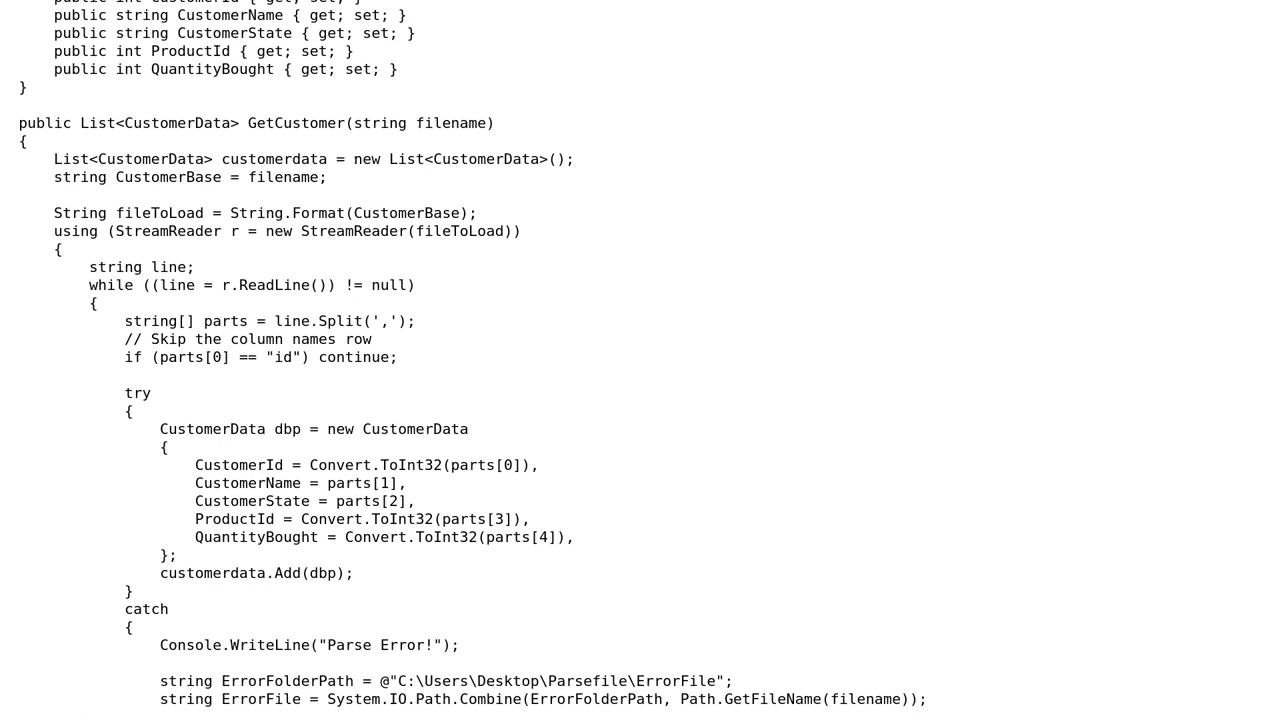 public int CustomerId { get; set; }
public string CustomerName { get; set; }
public string CustomerState { get; set; }
public int ProductId { get; set; }
public int QuantityBought { get; set; }
}
public List<CustomerData> GetCustomer(string filename)
{
List<CustomerData> customerdata = new List<CustomerData>();
string CustomerBase = filename;
String fileToLoad = String.Format(CustomerBase);
using (StreamReader r = new StreamReader(fileToLoad))
{
string line;
while ((line = r.ReadLine()) != null)
{
string[] parts = line.Split(',');
// Skip the column names row
if (parts[0] == "id") continue;
try
{
CustomerData dbp = new CustomerData
{
CustomerId = Convert.ToInt32(parts[0]),
CustomerName = parts[1],
CustomerState = parts[2],
ProductId = Convert.ToInt32(parts[3]),
QuantityBought = Convert.ToInt32(parts[4]),
};
customerdata.Add(dbp);
}
catch
{
Console.WriteLine("Parse Error!");
string ErrorFolderPath = @"C:\Users\Desktop\Parsefile\ErrorFile";
string ErrorFile = System.IO.Path.Combine(ErrorFolderPath, Path.GetFileName(filename));